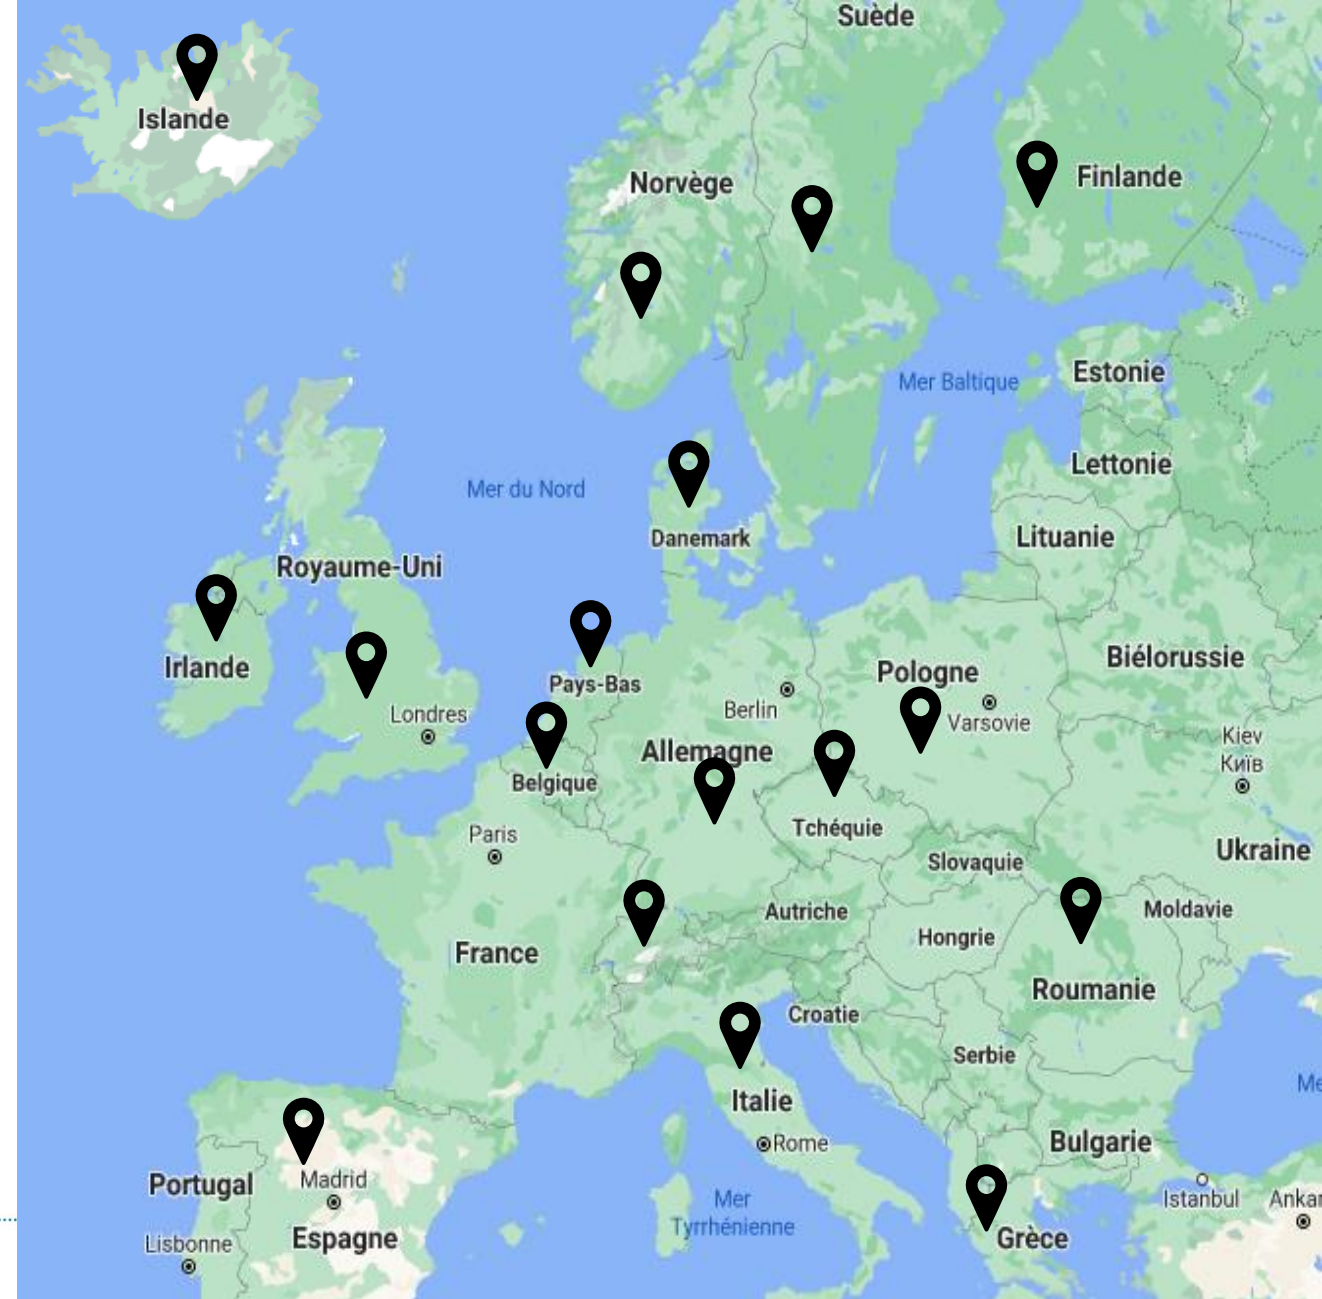 Suède
Islande
Norvège
Finlande
Estonie
Mer Baltique
Lettonie
Mer du Nord
Danemark
Lituanie
Royaume-Uni
Irlande
Pays-Bas
Biélorussie
Pologne
Berlin
Londres
Varsovie
Allemagne
Kiev
Київ
Belgique
Paris
Tchéquie
Ukraine
Slovaquie
Autriche
Moldavie
Hongrie
France
Roumanie
Croatie
Serbie
Me
Italie
Rome
Bulgarie
Portugal
Madrid
Mer
Tyrrhénienne
Istanbul
Ankar
Espagne
Grèce
Lisbonne